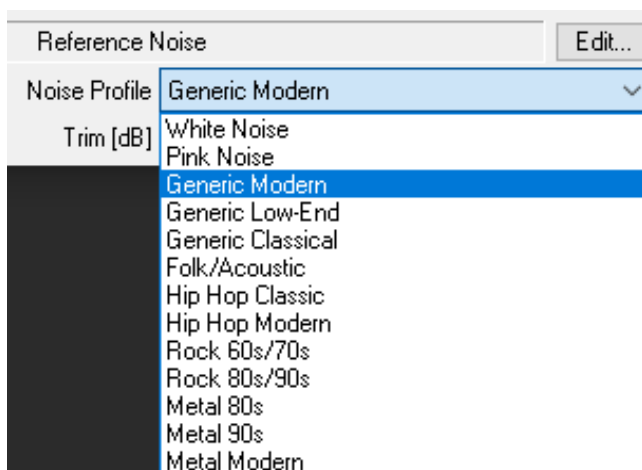 Reference Noise Edit...
Noise Profile Generic Modern
Trim [dB]
White Noise
Pink Noise
Generic Modern
Generic Low-End
Generic Classical
Folk/Acoustic
Hip Hop Classic
Hip Hop Modern
Rock 60s/70s
Rock 80s/90s
Metal 80s
Metal 90s
Metal Modern